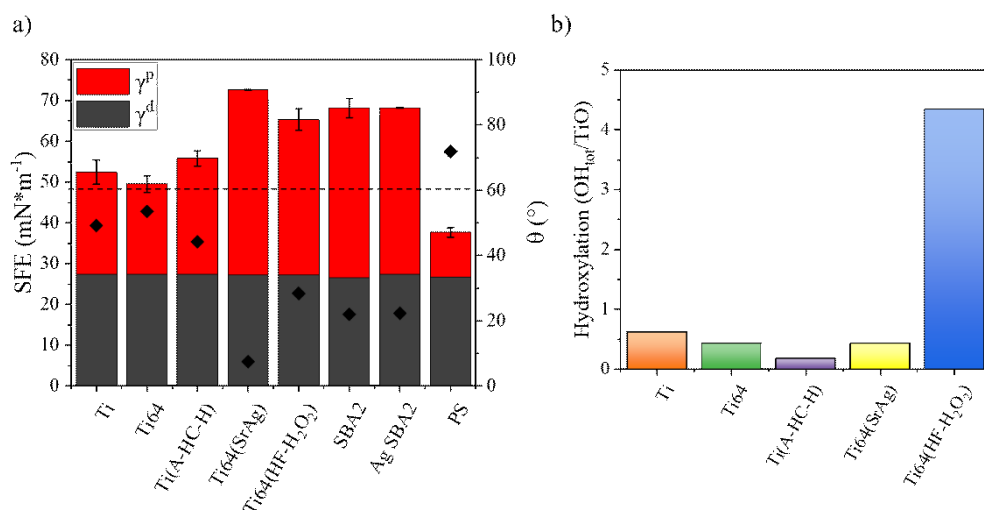 a)
80
70
60
50
40
30
20
10
0
SFE (mN*m⁻¹)
γᵖ
γᵈ
100
80
60
40
20
0
θ (°)
Ti
Ti64
Ti(A-HC-H)
Ti64(SrAg)
Ti64(HF-H₂O₂)
SBA2
Ag SBA2
PS
b)
5
4
3
2
1
0
Hydroxylation (OHₜₒₜ/TiO)
Ti
Ti64
Ti(A-HC-H)
Ti64(SrAg)
Ti64(HF-H₂O₂)